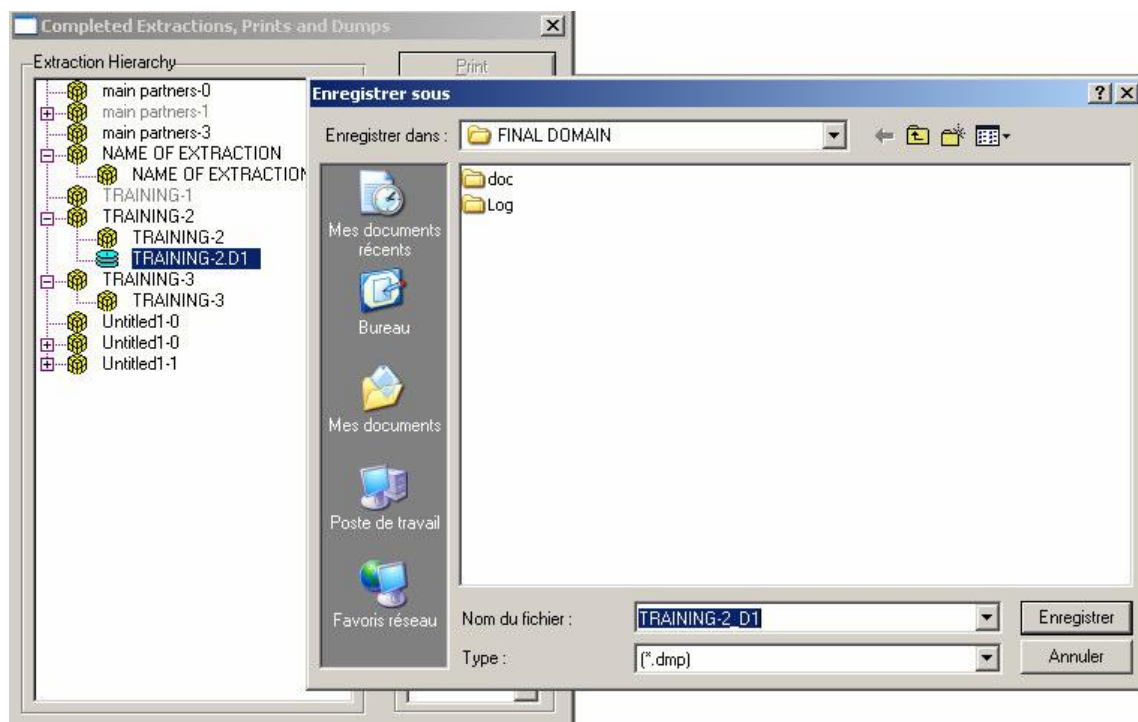 Completed Extractions, Prints and Dumps
Extraction Hierarchy
Print
main partners-0
main partners-1
main partners-3
NAME OF EXTRACTION
NAME OF EXTRACTION
TRAINING-1
TRAINING-2
TRAINING-2
TRAINING-2.D1
TRAINING-3
TRAINING-3
Untitled1-0
Untitled1-0
Untitled1-1
Enregistrer sous
Enregistrer dans :
FINAL DOMAIN
Mes documents
récents
Bureau
Mes documents
Poste de travail
Favoris réseau
doc
Log
Nom du fichier :
TRAINING-2_D1
Enregistrer
Type :
(*.dmp)
Annuler